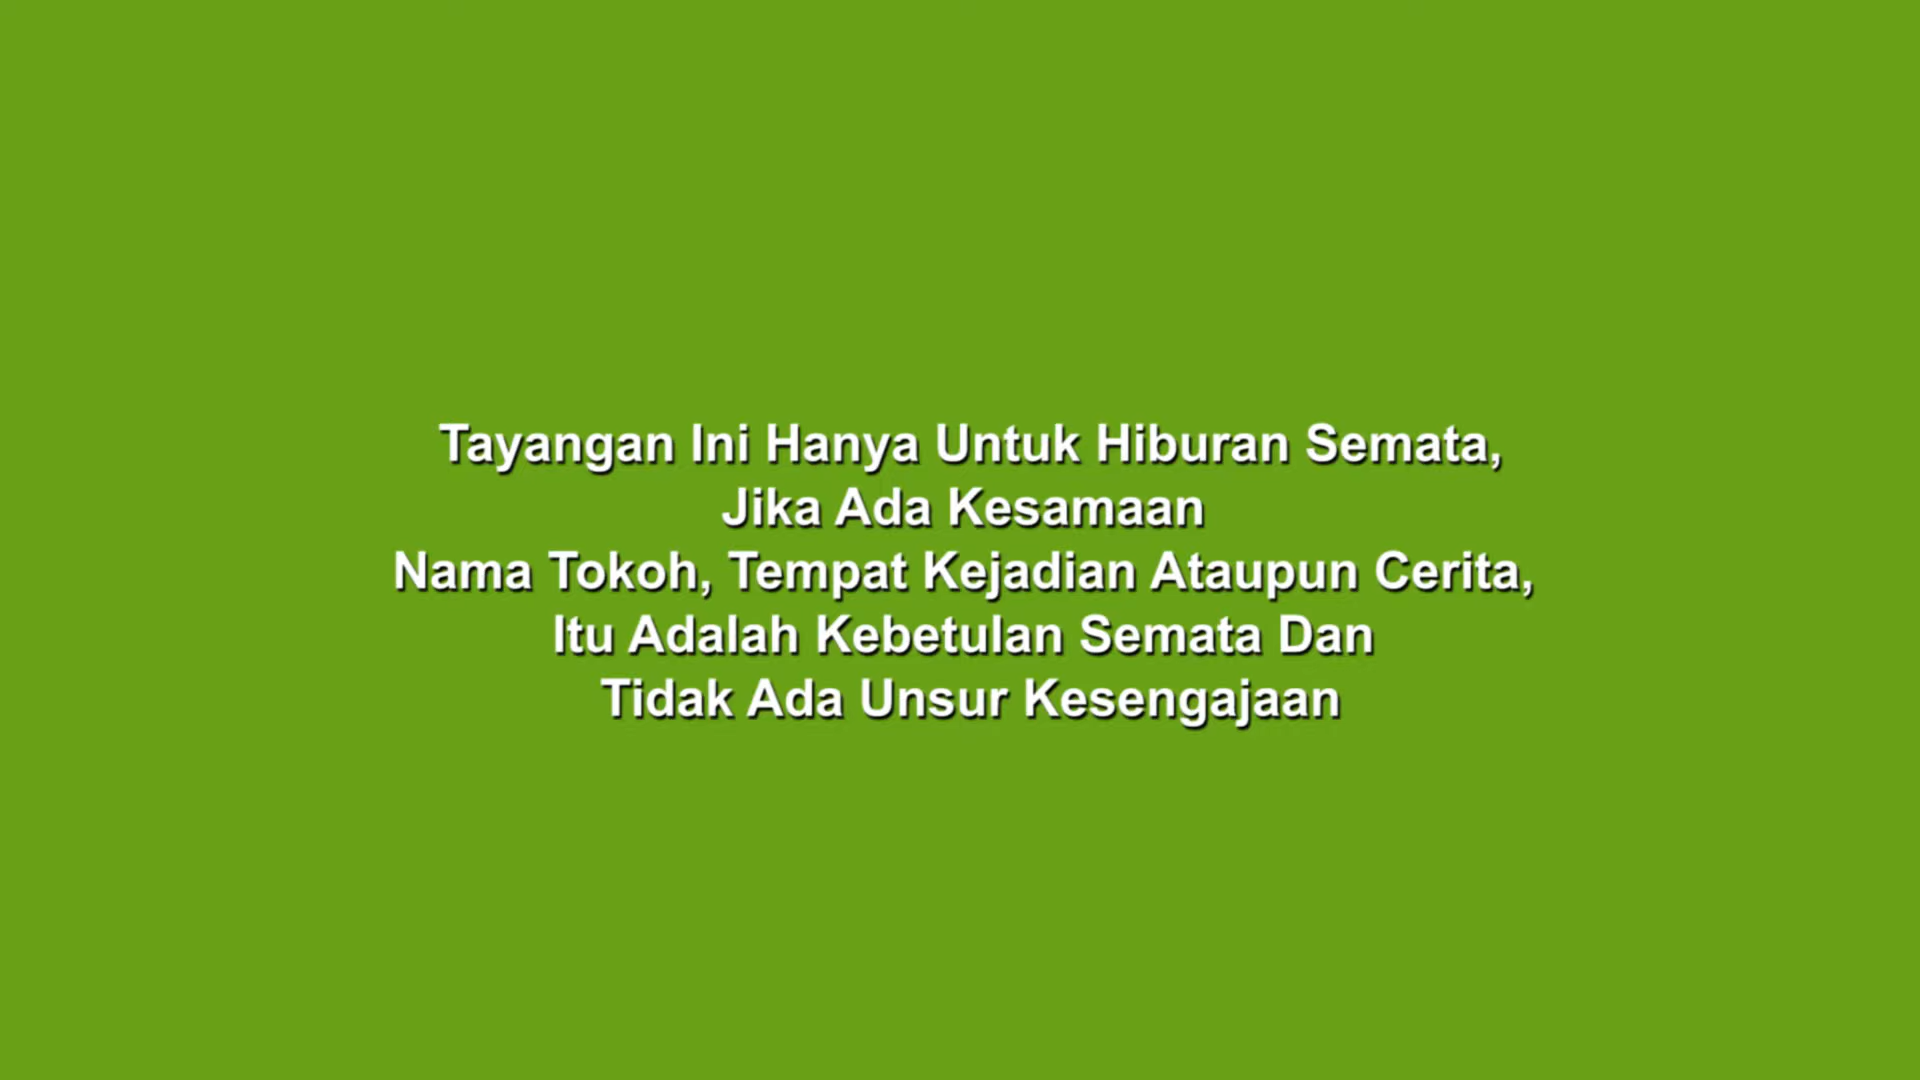 Tayangan Ini Hanya Untuk Hiburan Semata,
Jika Ada Kesamaan
Nama Tokoh, Tempat Kejadian Ataupun Cerita,
Itu Adalah Kebetulan Semata Dan
Tidak Ada Unsur Kesengajaan